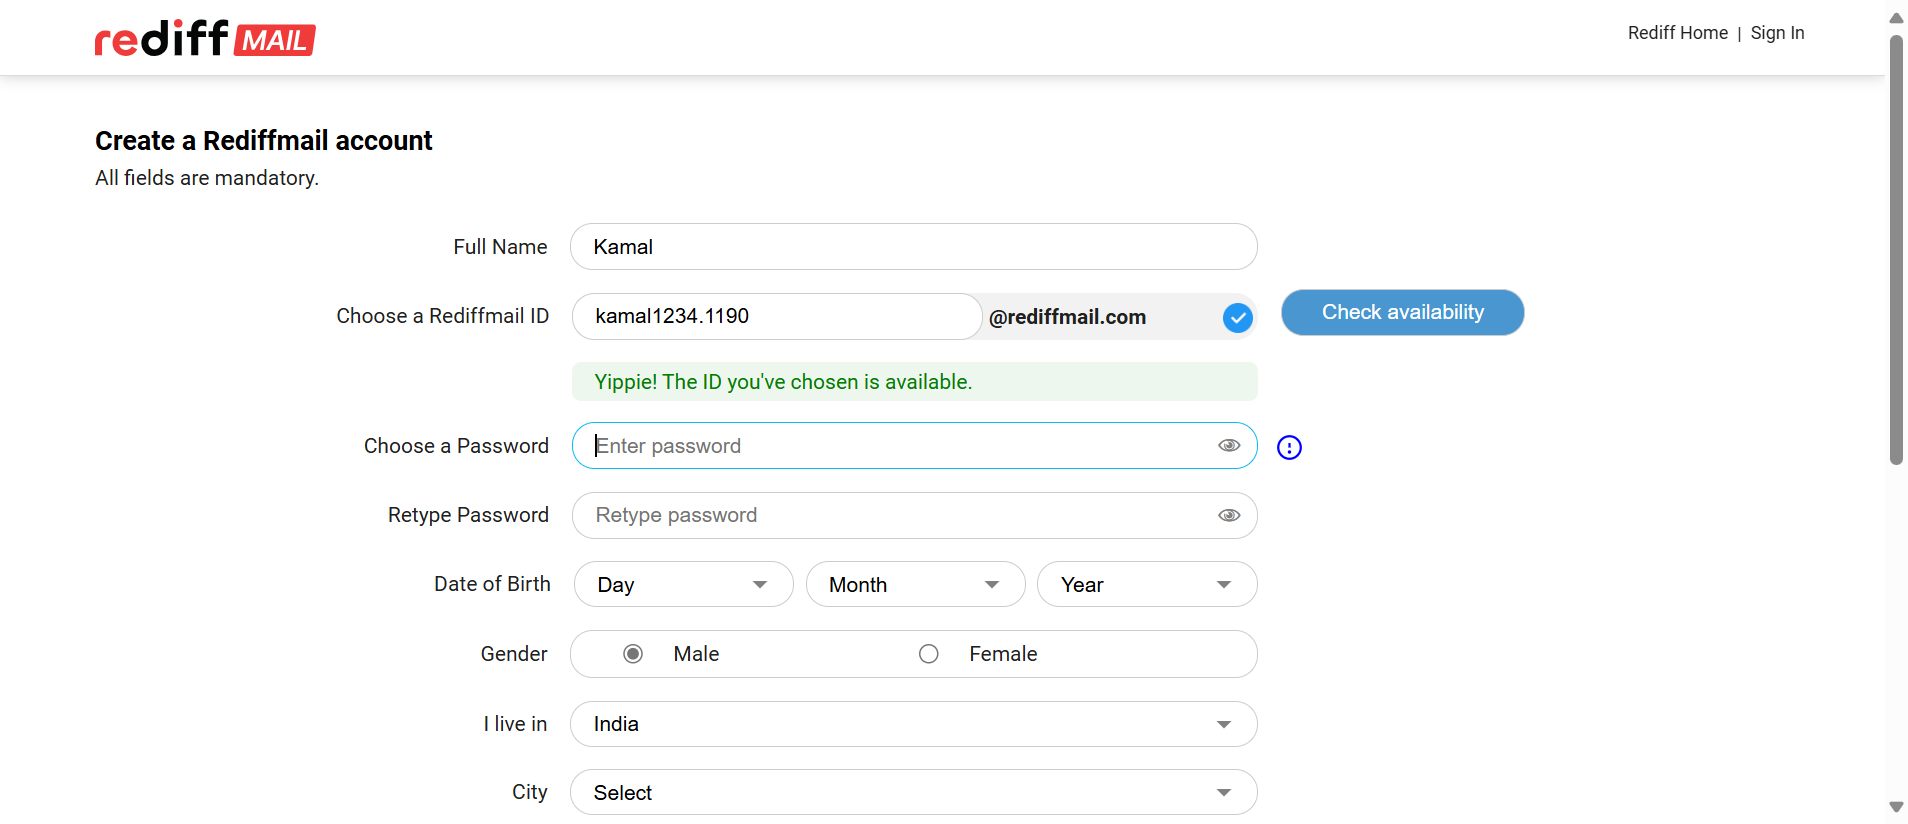 rediff MAIL
Rediff Home | Sign In
Create a Rediffmail account
All fields are mandatory.
Full Name Kamal
Choose a Rediffmail ID kamal1234.1190 @rediffmail.com Check availability
Yippie! The ID you've chosen is available.
Choose a Password Enter password
Retype Password Retype password
Date of Birth Day Month Year
Gender Male Female
I live in India
City Select